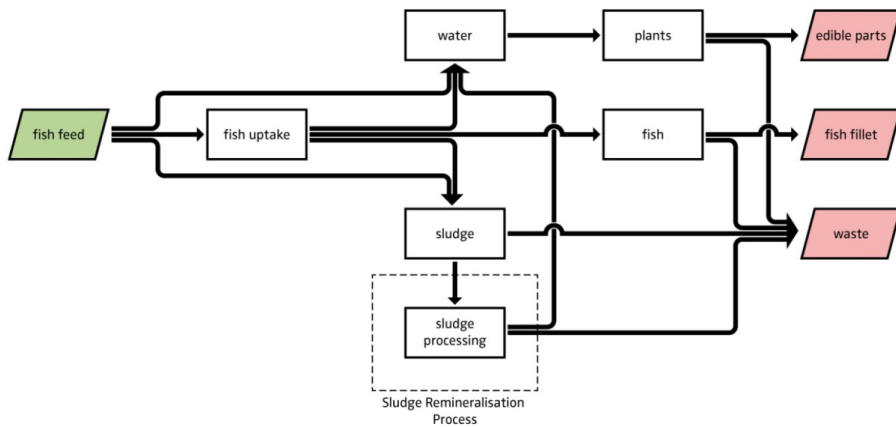 water
plants
edible parts
fish feed
fish uptake
fish
fish fillet
sludge
waste
sludge
processing
Sludge Remineralisation
Process